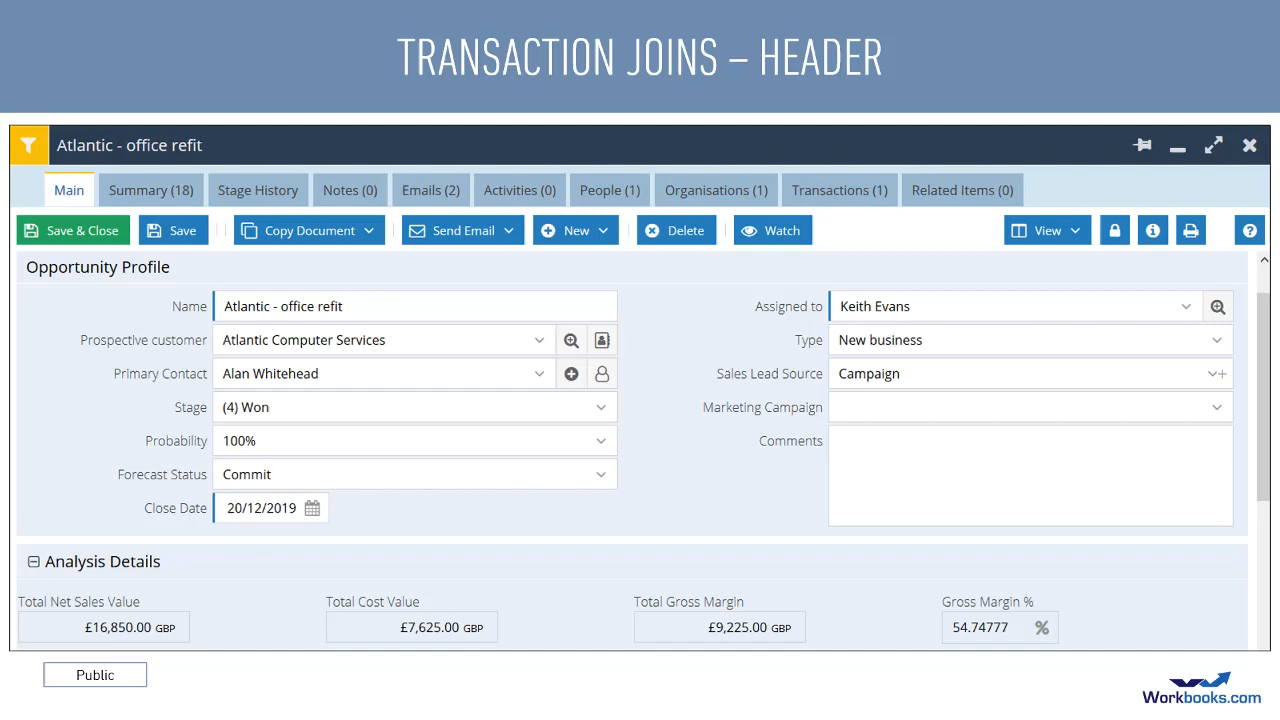 TRANSACTION JOINS – HEADER
Atlantic - office refit
Main Summary (18) Stage History Notes (0) Emails (2) Activities (0) People (1) Organisations (1) Transactions (1) Related Items (0)
Save & Close Save Copy Document Send Email New Delete Watch View
Opportunity Profile
Name Atlantic - office refit Assigned to Keith Evans
Prospective customer Atlantic Computer Services Type New business
Primary Contact Alan Whitehead Sales Lead Source Campaign
Stage (4) Won Marketing Campaign
Probability 100% Comments
Forecast Status Commit
Close Date 20/12/2019
Analysis Details
Total Net Sales Value Total Cost Value Total Gross Margin Gross Margin %
£16,850.00 GBP £7,625.00 GBP £9,225.00 GBP 54.74777 %
Public
Workbooks.com